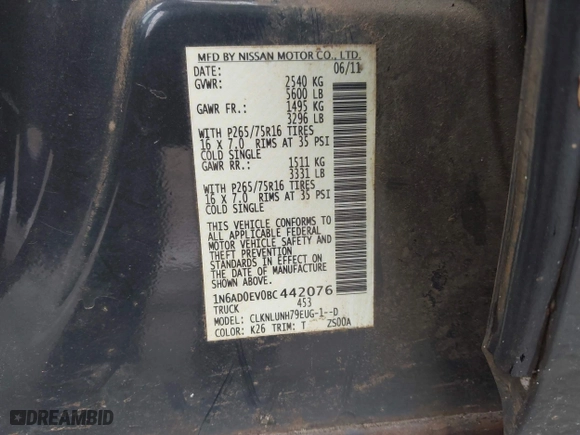 MFD BY NISSAN MOTOR CO., LTD.
DATE: 06/11
GVWR: 2540 KG
5600 LB
GAWR FR.: 1495 KG
3296 LB
WITH P265/75R16 TIRES
16 X 7.0 RIMS AT 35 PSI
COLD SINGLE
GAWR RR.: 1511 KG
3331 LB
WITH P265/75R16 TIRES
16 X 7.0 RIMS AT 35 PSI
COLD SINGLE
THIS VEHICLE CONFORMS TO
ALL APPLICABLE FEDERAL
MOTOR VEHICLE SAFETY AND
THEFT PREVENTION
STANDARDS IN EFFECT ON
THE DATE OF MANUFACTURE
SHOWN ABOVE.
1N6AD0EV0BC442076
TRUCK 453
MODEL: CLKNLUNH79EUG-1--D
COLOR: K26 TRIM: T ZS00A
DREAMBID